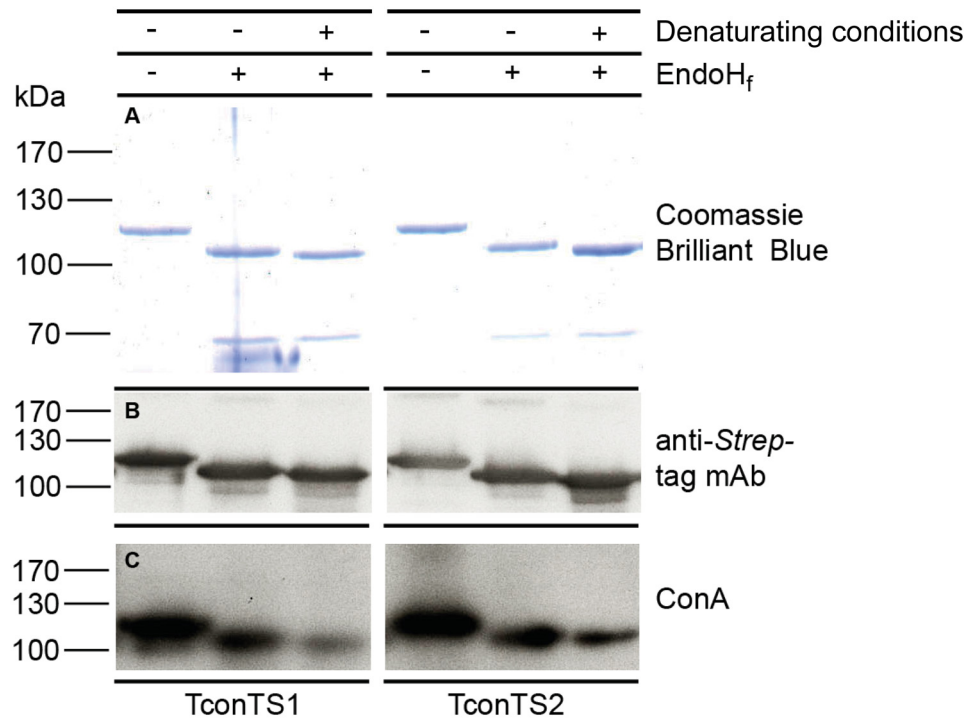 - - + - - + Denaturating conditions
- + + - + + EndoHf
kDa
A
170
130
100
70
Coomassie
Brilliant Blue
B
170
130
100
anti-Strep-
tag mAb
C
170
130
100
ConA
TconTS1 TconTS2